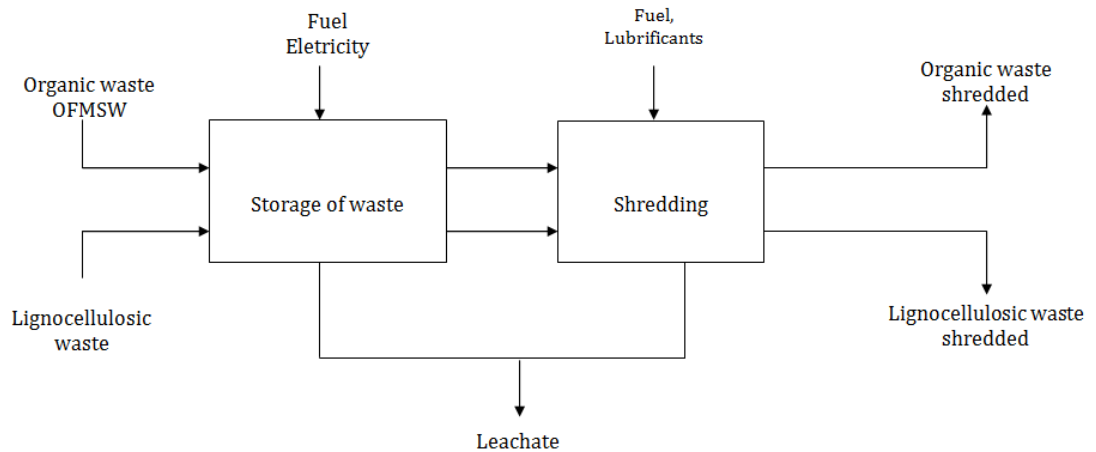 Fuel
Eletricity
Fuel,
Lubrificants
Organic waste
OFMSW
Organic waste
shredded
Storage of waste
Shredding
Lignocellulosic
waste
Lignocellulosic waste
shredded
Leachate